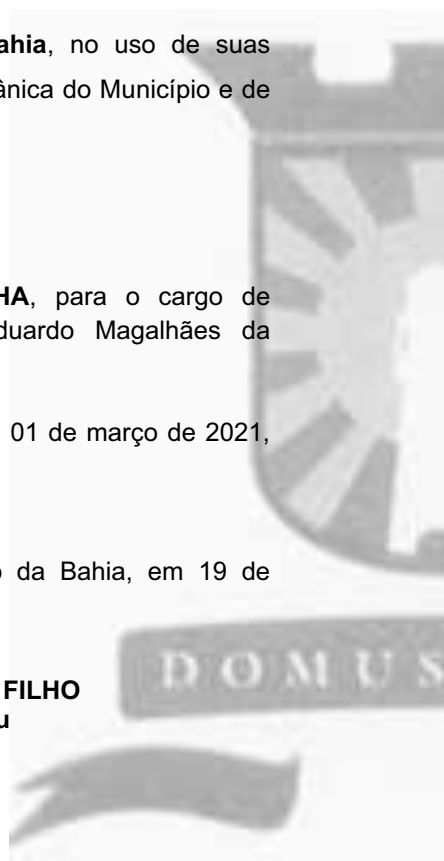 ahia, no uso de suas
ânica do Município e de
HA, para o cargo de
duardo Magalhães da
01 de março de 2021,
o da Bahia, em 19 de
FILHO
u
DOMUS